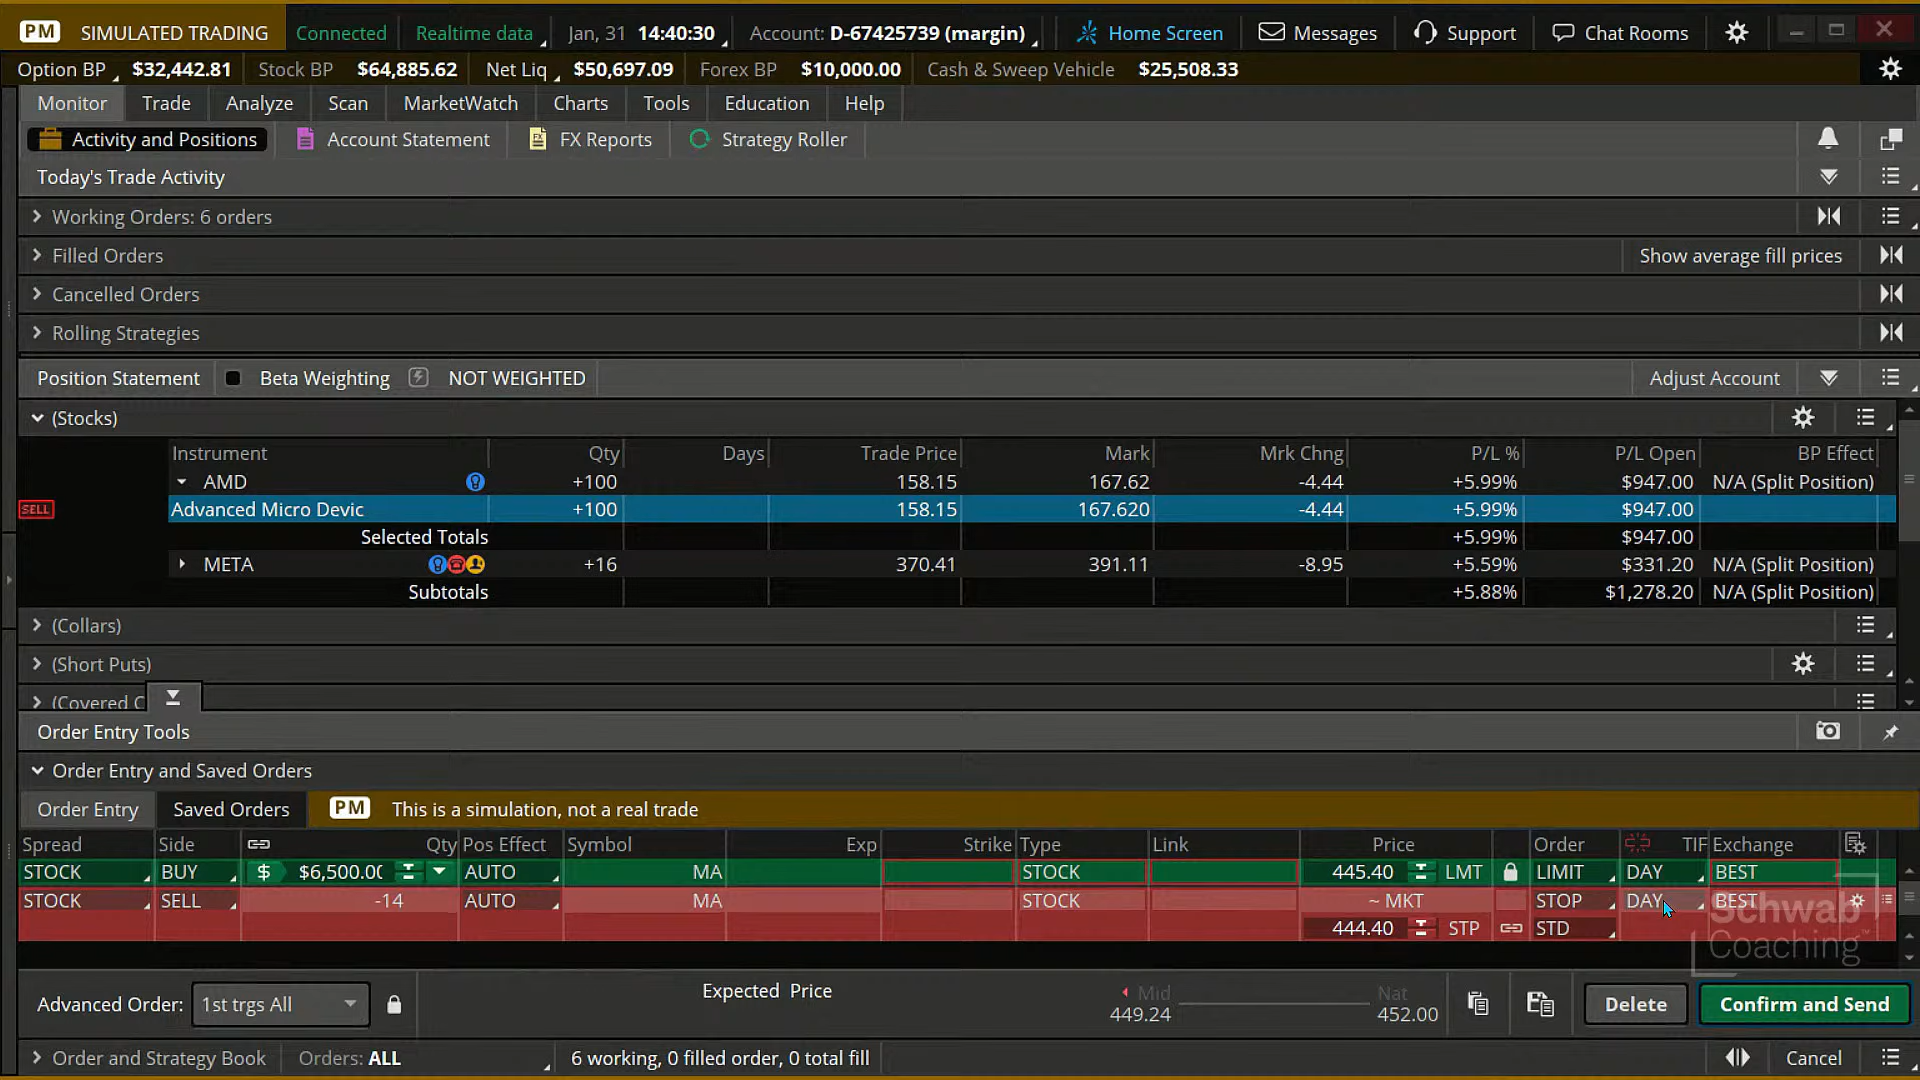 PM SIMULATED TRADING Connected Realtime data Jan, 31 14:40:30 Account: D-67425739 (margin) Home Screen Messages Support Chat Rooms
Option BP $32,442.81 Stock BP $64,885.62 Net Liq $50,697.09 Forex BP $10,000.00 Cash & Sweep Vehicle $25,508.33
Monitor Trade Analyze Scan MarketWatch Charts Tools Education Help
Activity and Positions Account Statement FX FX Reports Strategy Roller
Today's Trade Activity
Working Orders: 6 orders
Filled Orders Show average fill prices
Cancelled Orders
Rolling Strategies
Position Statement Beta Weighting NOT WEIGHTED Adjust Account
(Stocks)
Instrument Qty Days Trade Price Mark Mrk Chng P/L % P/L Open BP Effect
AMD +100 158.15 167.62 -4.44 +5.99% $947.00 N/A (Split Position)
SELL Advanced Micro Devic +100 158.15 167.620 -4.44 +5.99% $947.00
Selected Totals +5.99% $947.00
META +16 370.41 391.11 -8.95 +5.59% $331.20 N/A (Split Position)
Subtotals +5.88% $1,278.20 N/A (Split Position)
(Collars)
(Short Puts)
(Covered C
Order Entry Tools
Order Entry and Saved Orders
Order Entry Saved Orders PM This is a simulation, not a real trade
Spread Side Qty Pos Effect Symbol Exp Strike Type Link Price Order TIF Exchange
STOCK BUY $ $6,500.00 AUTO MA STOCK 445.40 LMT LIMIT DAY BEST
STOCK SELL -14 AUTO MA STOCK ~ MKT STOP DAY BEST
444.40 STP STD
Schwab
Coaching™
Advanced Order: 1st trgs All Expected Price Mid 449.24 Nat 452.00 Delete Confirm and Send
Order and Strategy Book Orders: ALL 6 working, 0 filled order, 0 total fill Cancel